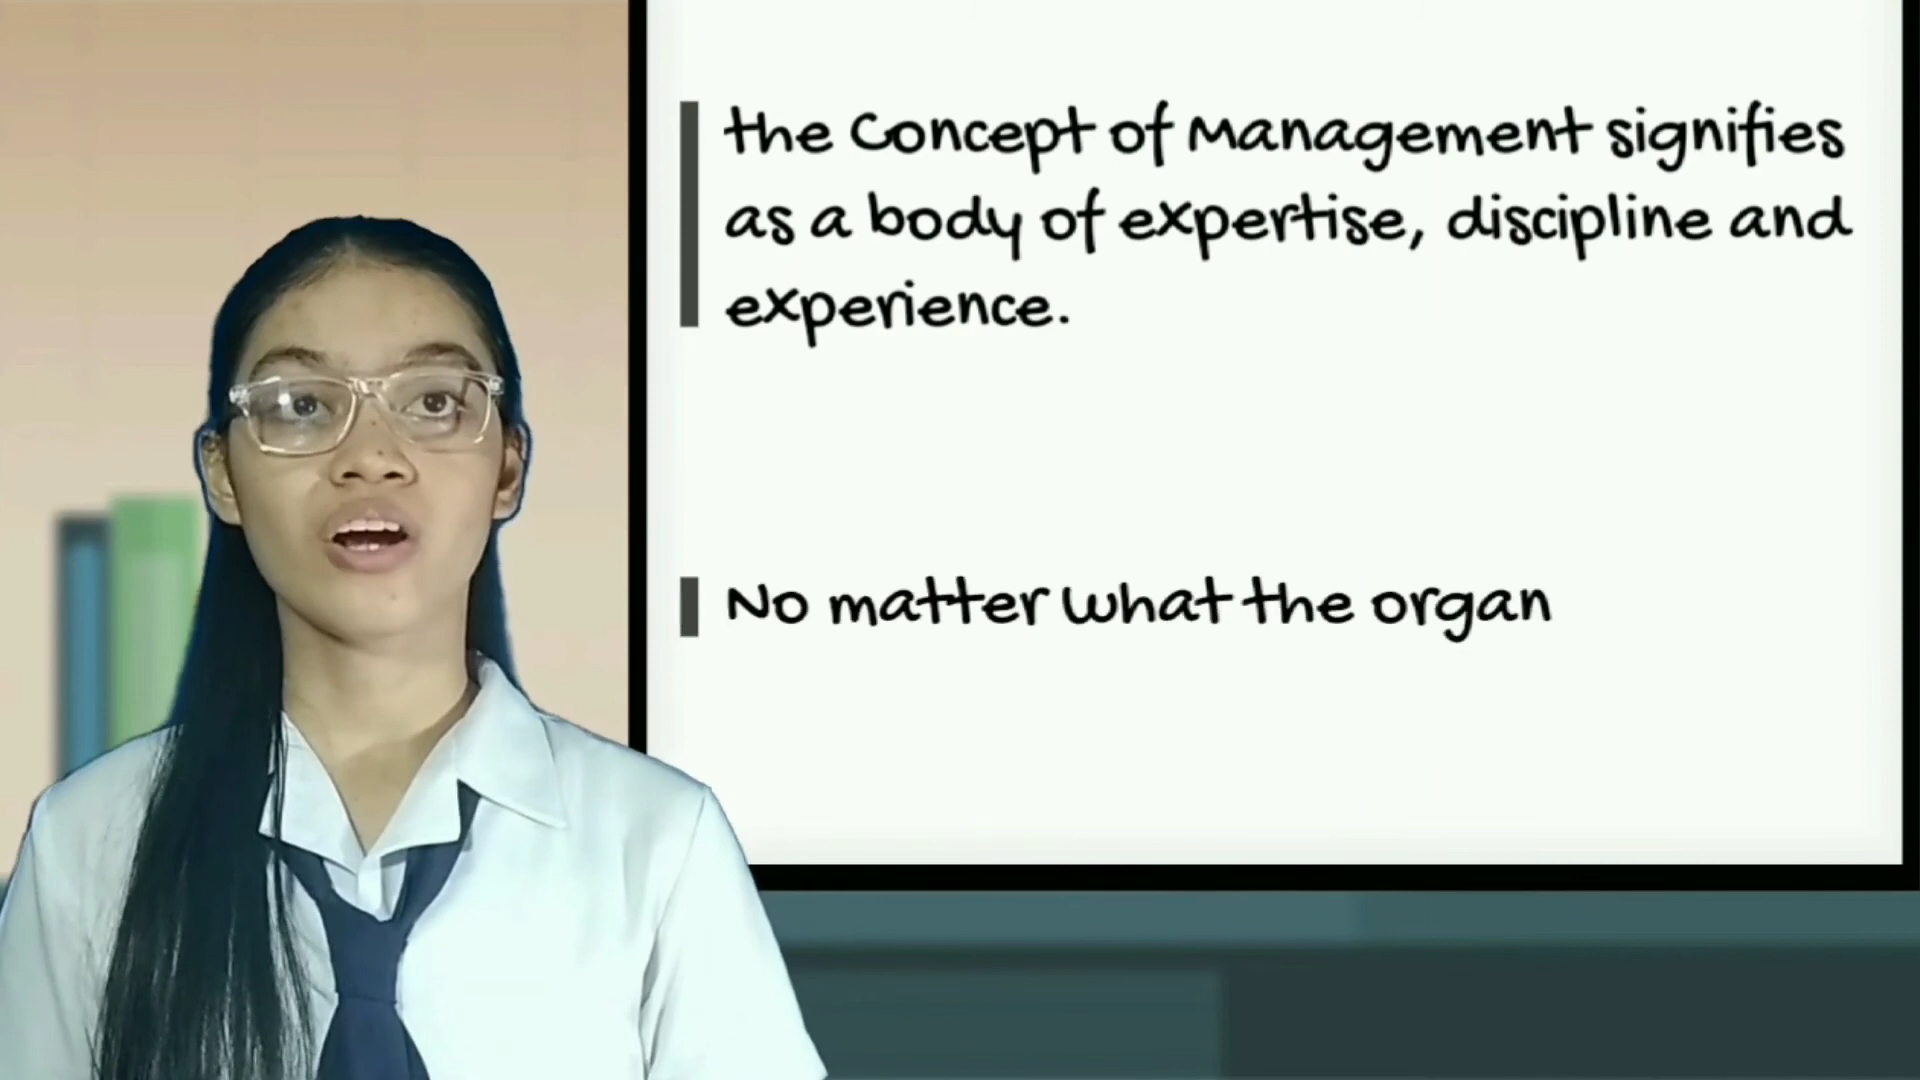 the Concept of Management signifies
as a body of expertise, discipline and
experience.
No matter what the organ